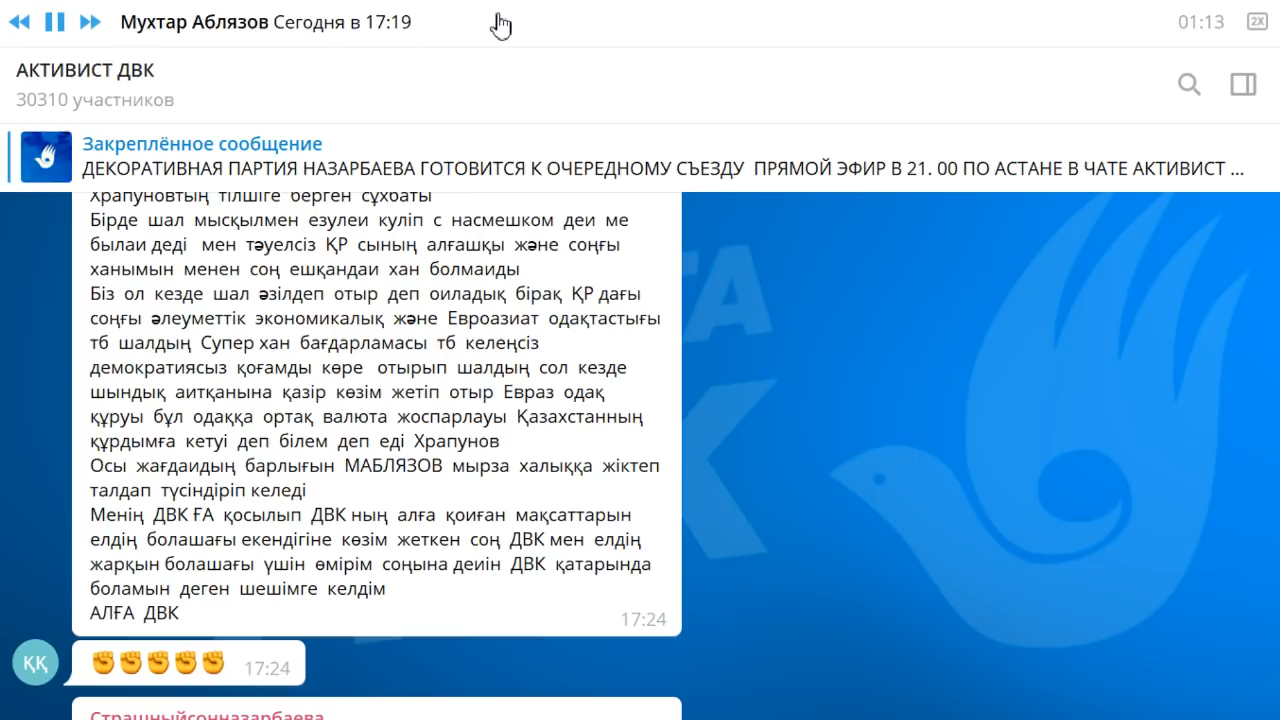 Мухтар Аблязов Сегодня в 17:19
01:13
2X
АКТИВИСТ ДВК
30310 участников
Закреплённое сообщение
ДЕКОРАТИВНАЯ ПАРТИЯ НАЗАРБАЕВА ГОТОВИТСЯ К ОЧЕРЕДНОМУ СЪЕЗДУ ПРЯМОЙ ЭФИР В 21. 00 ПО АСТАНЕ В ЧАТЕ АКТИВИСТ ...
Храпуновтың тілшіге берген сұхбаты
Бірде шал мысқылмен езулеи куліп с насмешком деи ме
былаи деді мен тәуелсіз ҚР сының алғашқы және соңғы
ханымын менен соң ешқандаи хан болмаиды
Біз ол кезде шал әзілдеп отыр деп оиладық бірақ ҚР дағы
соңғы әлеуметтік экономикалық және Евроазиат одақтастығы
тб шалдың Супер хан бағдарламасы тб келеңсіз
демократиясыз қоғамды көре отырып шалдың сол кезде
шындық аитқанына қазір көзім жетіп отыр Евраз одақ
құруы бұл одаққа ортақ валюта жоспарлауы Қазахстанның
құрдымға кетуі деп білем деп еді Храпунов
Осы жағдаидың барлығын МАБЛЯЗОВ мырза халыққа жіктеп
талдап түсіндіріп келеді
Менің ДВК ҒА қосылып ДВК ның алға қоиған мақсаттарын
елдің болашағы екендігіне көзім жеткен соң ДВК мен елдің
жарқын болашағы үшін өмірім соңына деиін ДВК қатарында
боламын деген шешімге келдім
АЛҒА ДВК
17:24
ҚҚ
✊✊✊✊✊ 17:24
Страшныйсонназарбаева